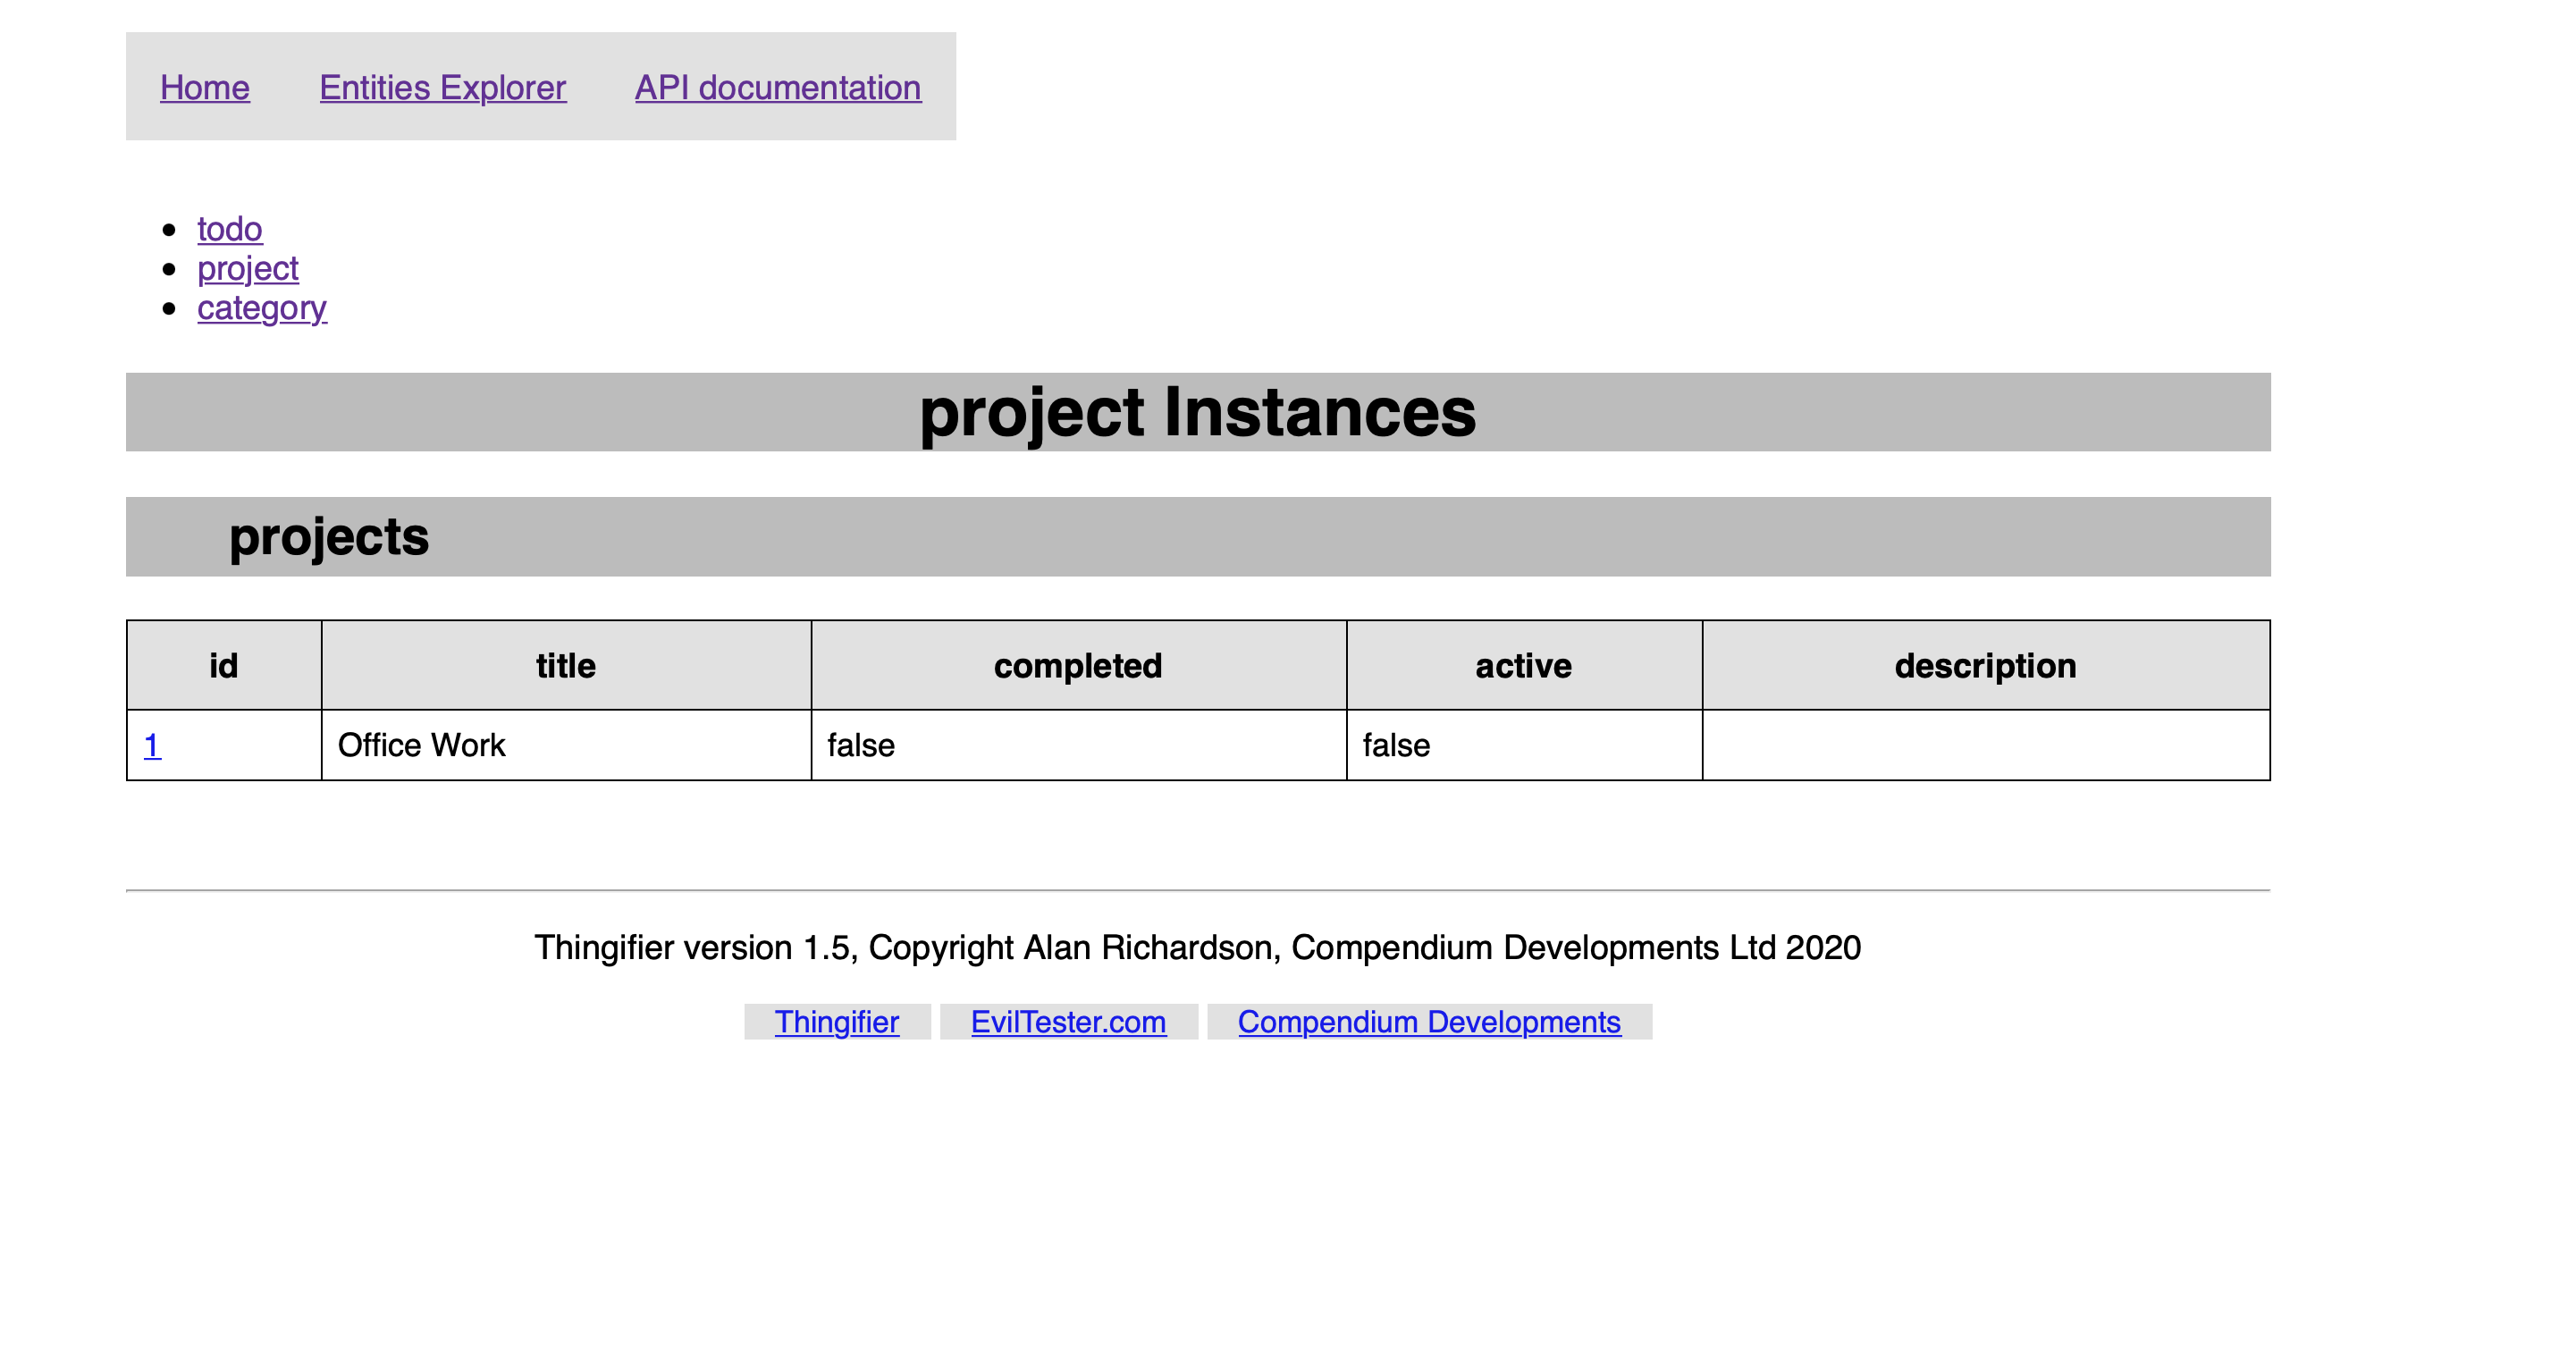 Home Entities Explorer API documentation
todo
project
category
project Instances
projects
id title completed active description
1 Office Work false false
Thingifier version 1.5, Copyright Alan Richardson, Compendium Developments Ltd 2020
Thingifier EvilTester.com Compendium Developments